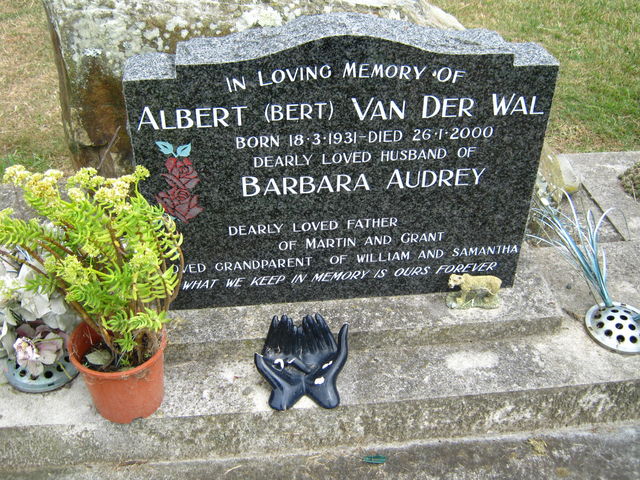 IN LOVING MEMORY OF
ALBERT (BERT) VAN DER WAL
BORN 18·3·1931–DIED 26·1·2000
DEARLY LOVED HUSBAND OF
BARBARA AUDREY
DEARLY LOVED FATHER
OF MARTIN AND GRANT
OVED GRANDPARENT OF WILLIAM AND SAMANTHA
WHAT WE KEEP IN MEMORY IS OURS FOREVER